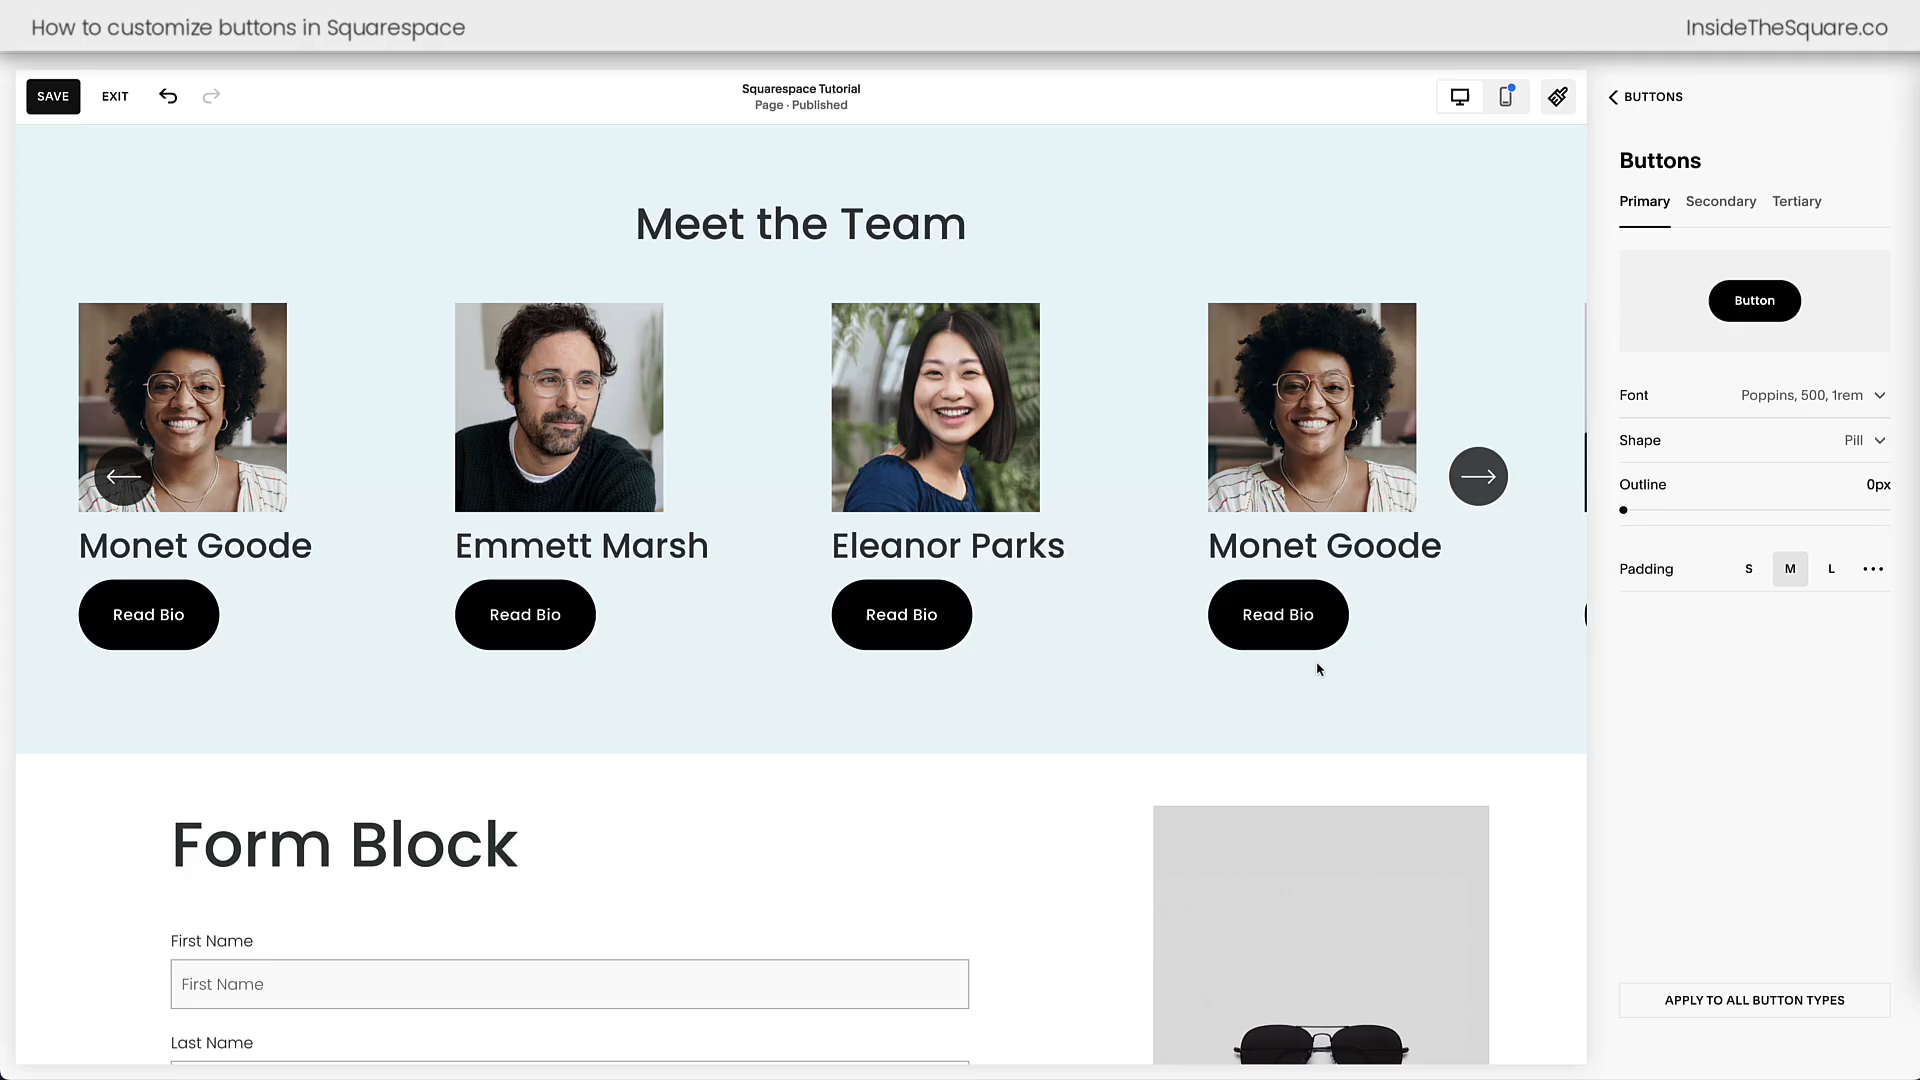 How to customize buttons in Squarespace
InsideTheSquare.co
SAVE
EXIT
Squarespace Tutorial
Page · Published
BUTTONS
Buttons
Primary
Secondary
Tertiary
Button
Font
Poppins, 500, 1rem
Shape
Pill
Outline
0px
Padding
S
M
L
APPLY TO ALL BUTTON TYPES
Meet the Team
Monet Goode
Emmett Marsh
Eleanor Parks
Monet Goode
Read Bio
Read Bio
Read Bio
Read Bio
Form Block
First Name
First Name
Last Name